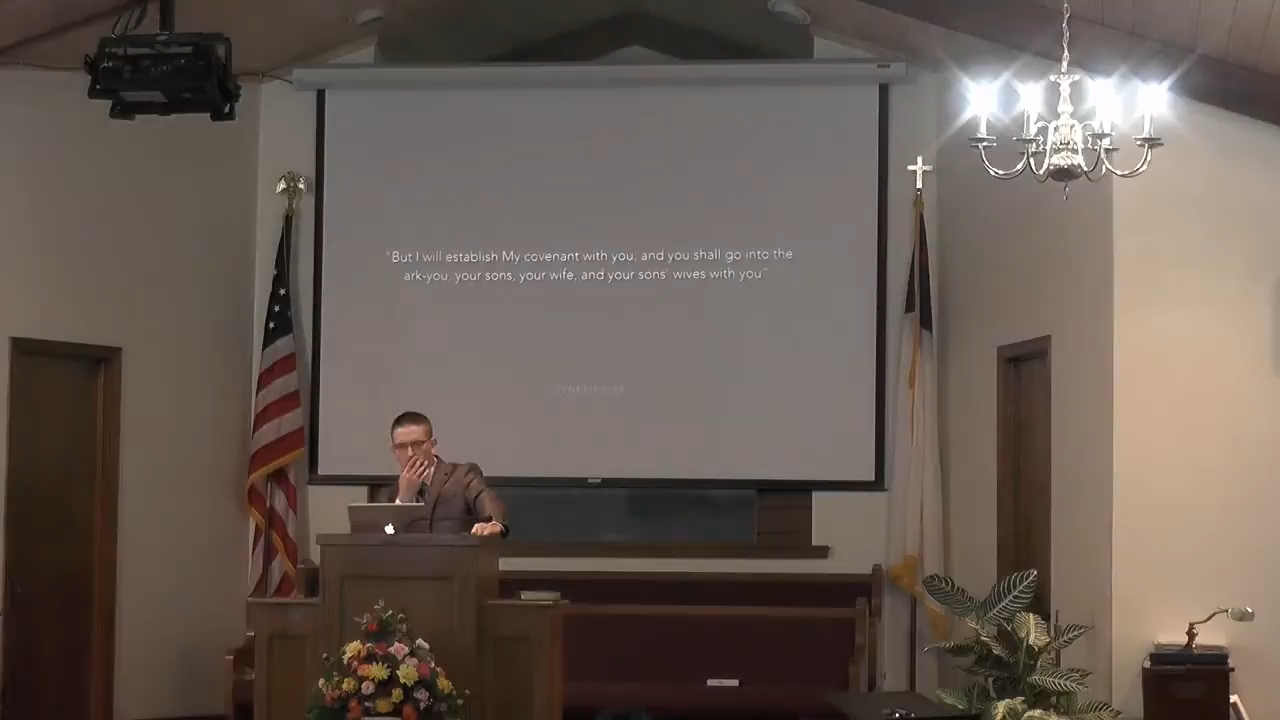 "But I will establish My covenant with you; and you shall go into the
ark-you, your sons, your wife, and your sons' wives with you"